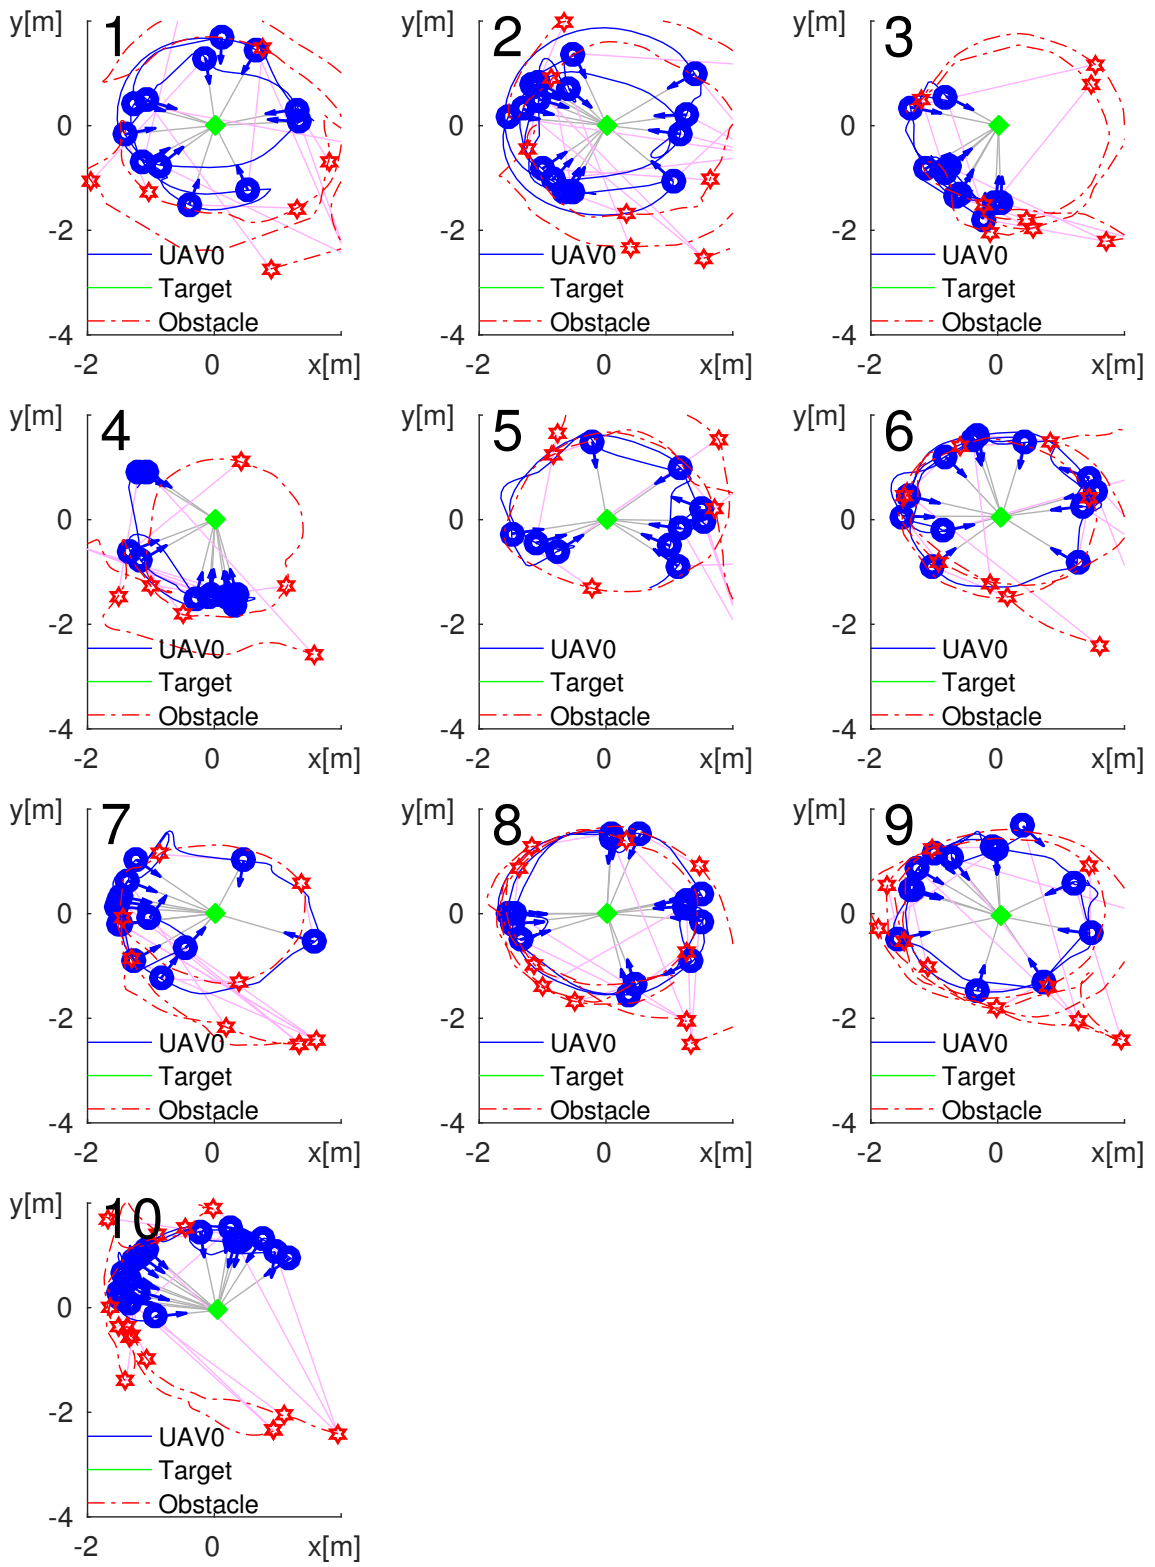 y[m] 1 y[m] 2 y[m] 3
0 0 0
-2 -2 -2
UAV0 UAV0 UAV0
Target Target Target
Obstacle Obstacle Obstacle
-4 -4 -4
-2 0 x[m] -2 0 x[m] -2 0 x[m]
y[m] 4 y[m] 5 y[m] 6
0 0 0
-2 -2 -2
UAV0 UAV0 UAV0
Target Target Target
Obstacle Obstacle Obstacle
-4 -4 -4
-2 0 x[m] -2 0 x[m] -2 0 x[m]
y[m] 7 y[m] 8 y[m] 9
0 0 0
-2 -2 -2
UAV0 UAV0 UAV0
Target Target Target
Obstacle Obstacle Obstacle
-4 -4 -4
-2 0 x[m] -2 0 x[m] -2 0 x[m]
y[m] 10
0
-2
UAV0
Target
Obstacle
-4
-2 0 x[m]